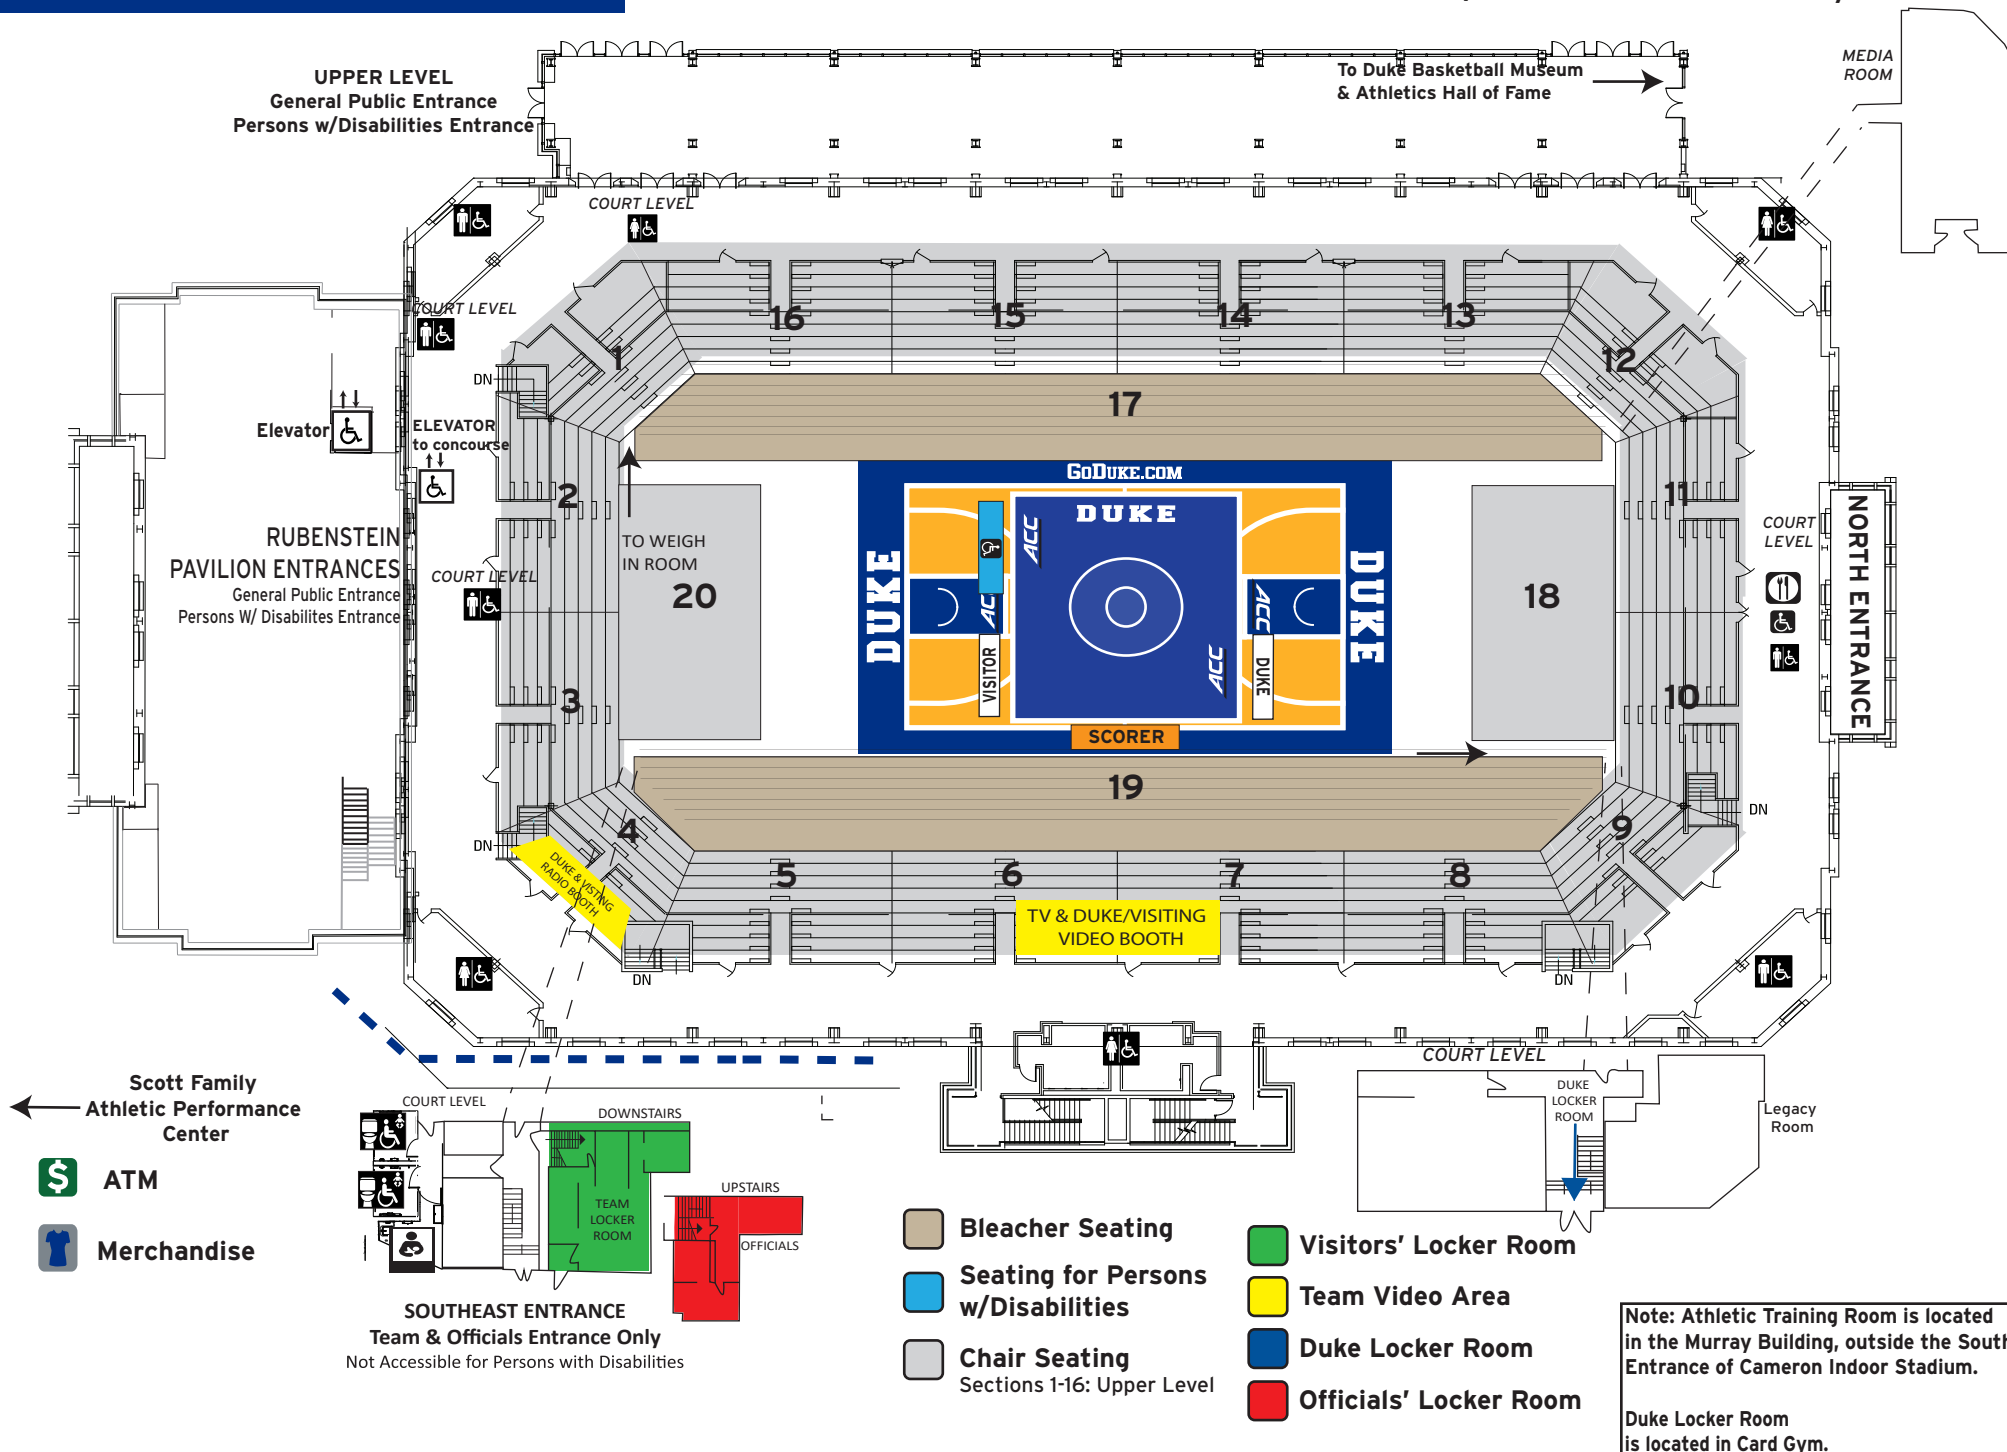 UPPER LEVEL
General Public Entrance
Persons w/Disabilities Entrance
To Duke Basketball Museum
& Athletics Hall of Fame
MEDIA
ROOM
COURT LEVEL
COURT LEVEL
16
15
14
13
1
12
DN
17
Elevator
ELEVATOR
to concourse
GoDuke.com
2
11
RUBENSTEIN
PAVILION ENTRANCES
General Public Entrance
Persons W/ Disabilites Entrance
COURT LEVEL
TO WEIGH
IN ROOM
20
DUKE
DUKE
DUKE
ACC
ACC
ACC
ACC
VISITOR
DUKE
SCORER
18
COURT
LEVEL
NORTH ENTRANCE
3
10
19
4
9
DN
DN
DUKE & VISTING
RADIO BOOTH
5
6
7
8
TV & DUKE/VISITING
VIDEO BOOTH
DN
DN
COURT LEVEL
Scott Family
Athletic Performance
Center
COURT LEVEL
DOWNSTAIRS
DUKE
LOCKER
ROOM
Legacy
Room
$ ATM
Merchandise
TEAM
LOCKER
ROOM
UPSTAIRS
OFFICIALS
SOUTHEAST ENTRANCE
Team & Officials Entrance Only
Not Accessible for Persons with Disabilities
Bleacher Seating
Seating for Persons
w/Disabilities
Chair Seating
Sections 1-16: Upper Level
Visitors' Locker Room
Team Video Area
Duke Locker Room
Officials' Locker Room
Note: Athletic Training Room is located
in the Murray Building, outside the South
Entrance of Cameron Indoor Stadium.
Duke Locker Room
is located in Card Gym.